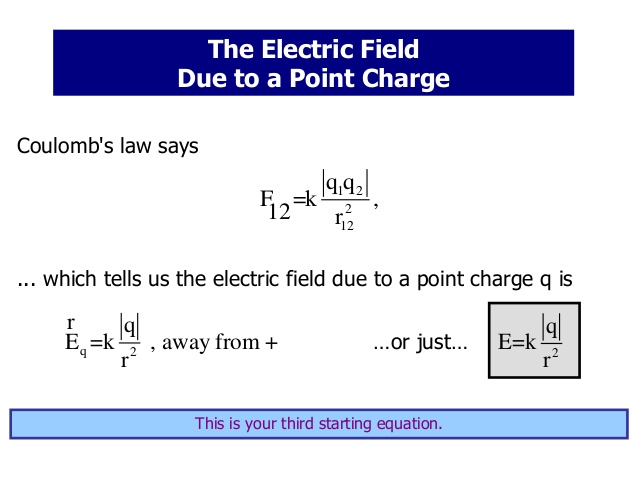 The Electric Field
Due to a Point Charge
Coulomb's law says
F₁₂=k |q₁q₂| / r₁₂² ,
... which tells us the electric field due to a point charge q is
r
E_q=k |q| / r² , away from +
...or just...
E=k |q| / r²
This is your third starting equation.